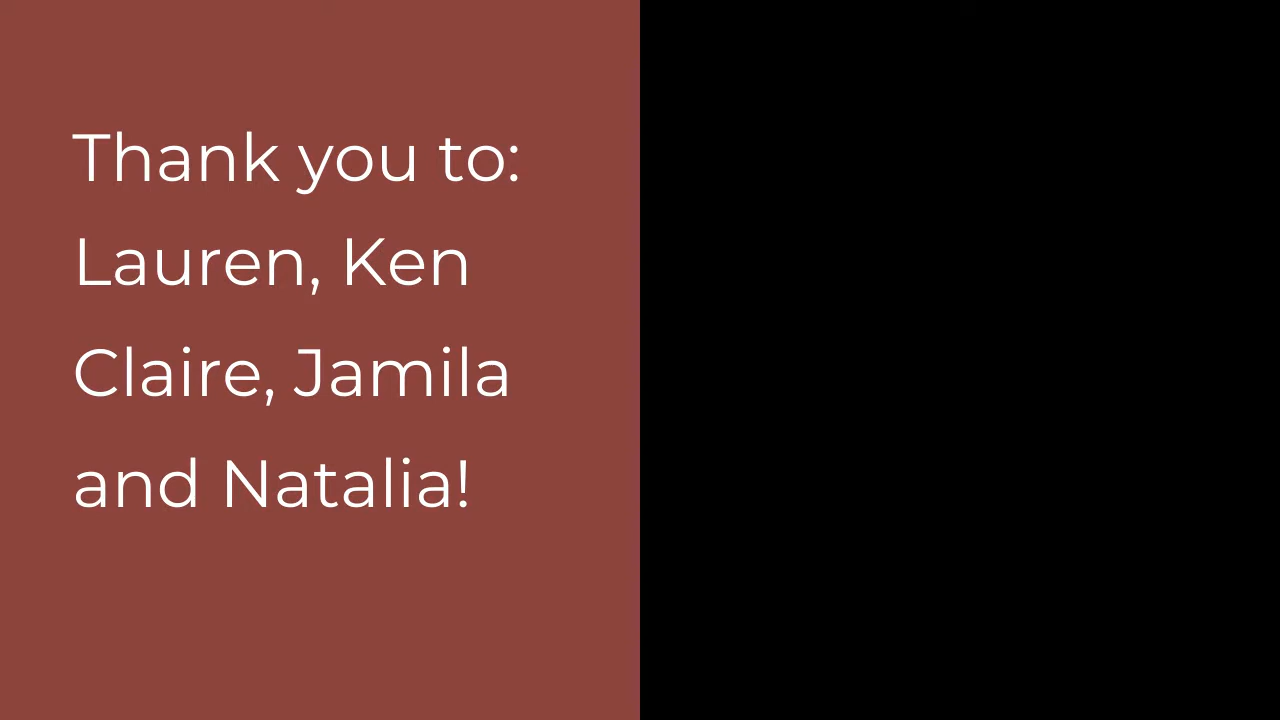 Thank you to:
Lauren, Ken
Claire, Jamila
and Natalia!